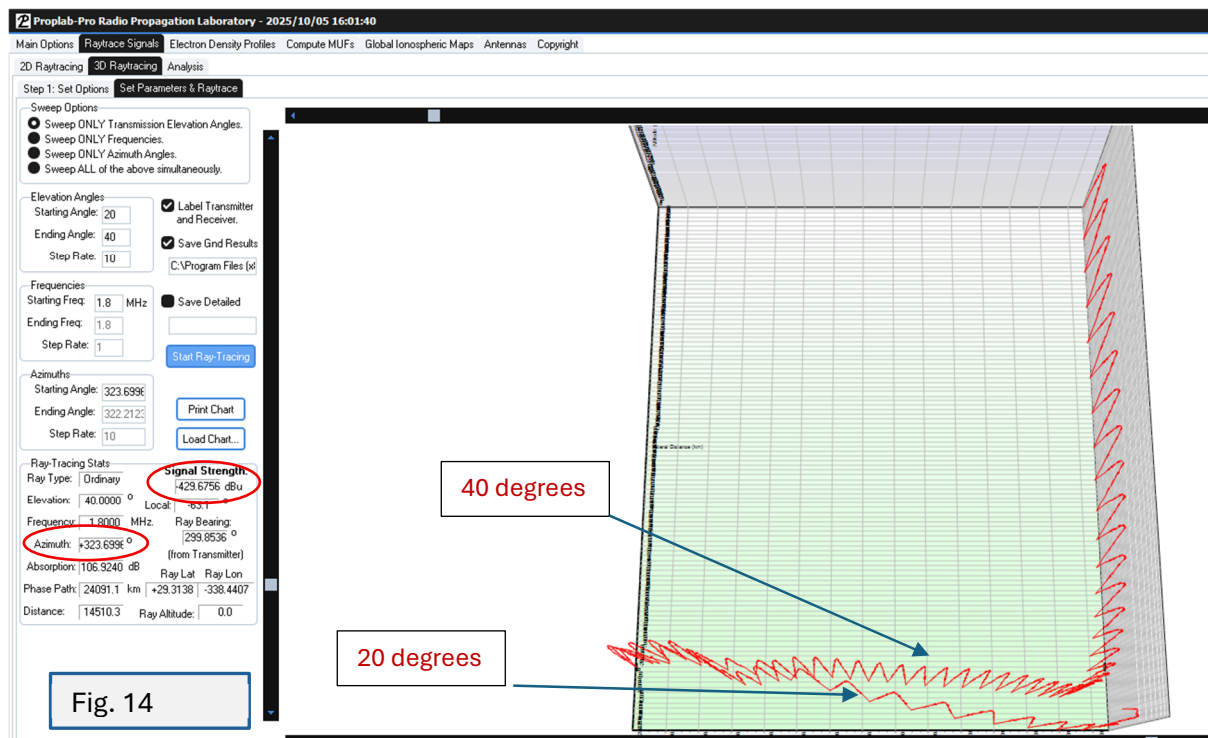 Proplab-Pro Radio Propagation Laboratory - 2025/10/05 16:01:40
Main Options Raytrace Signals Electron Density Profiles Compute MUFs Global Ionospheric Maps Antennas Copyright
2D Raytracing 3D Raytracing Analysis
Step 1: Set Options Set Parameters & Raytrace
Sweep Options
Sweep ONLY Transmission Elevation Angles.
Sweep ONLY Frequencies.
Sweep ONLY Azimuth Angles.
Sweep ALL of the above simultaneously.
Elevation Angles
Starting Angle: 20
Ending Angle: 40
Step Rate: 10
Label Transmitter
and Receiver.
Save Gnd Results
C:\Program Files (x8
Frequencies
Starting Freq: 1.8 MHz
Ending Freq: 1.8
Step Rate: 1
Save Detailed
Start Ray-Tracing
Azimuths
Starting Angle: 323.6996
Ending Angle: 322.2123
Step Rate: 10
Print Chart
Load Chart...
Ray-Tracing Stats
Ray Type: Ordinary
Signal Strength:
-429.6756 dBu
Elevation: 40.0000 °
Local: -63.1 °
Frequency: 1.8000 MHz.
Ray Bearing:
299.8536 °
Azimuth: +323.6996 °
(from Transmitter)
Absorption: 106.9240 dB
Ray Lat Ray Lon
Phase Path: 24091.1 km +29.3138 -338.4407
Distance: 14510.3 Ray Altitude: 0.0
40 degrees
20 degrees
Fig. 14
Distance (km)